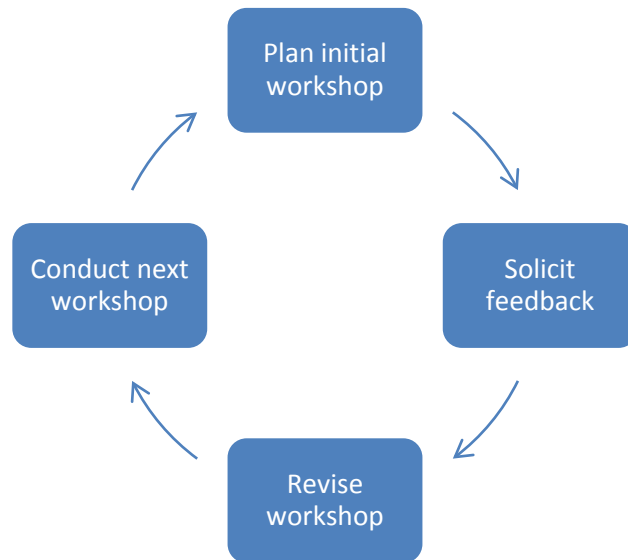 Plan initial
workshop
Solicit
feedback
Revise
workshop
Conduct next
workshop